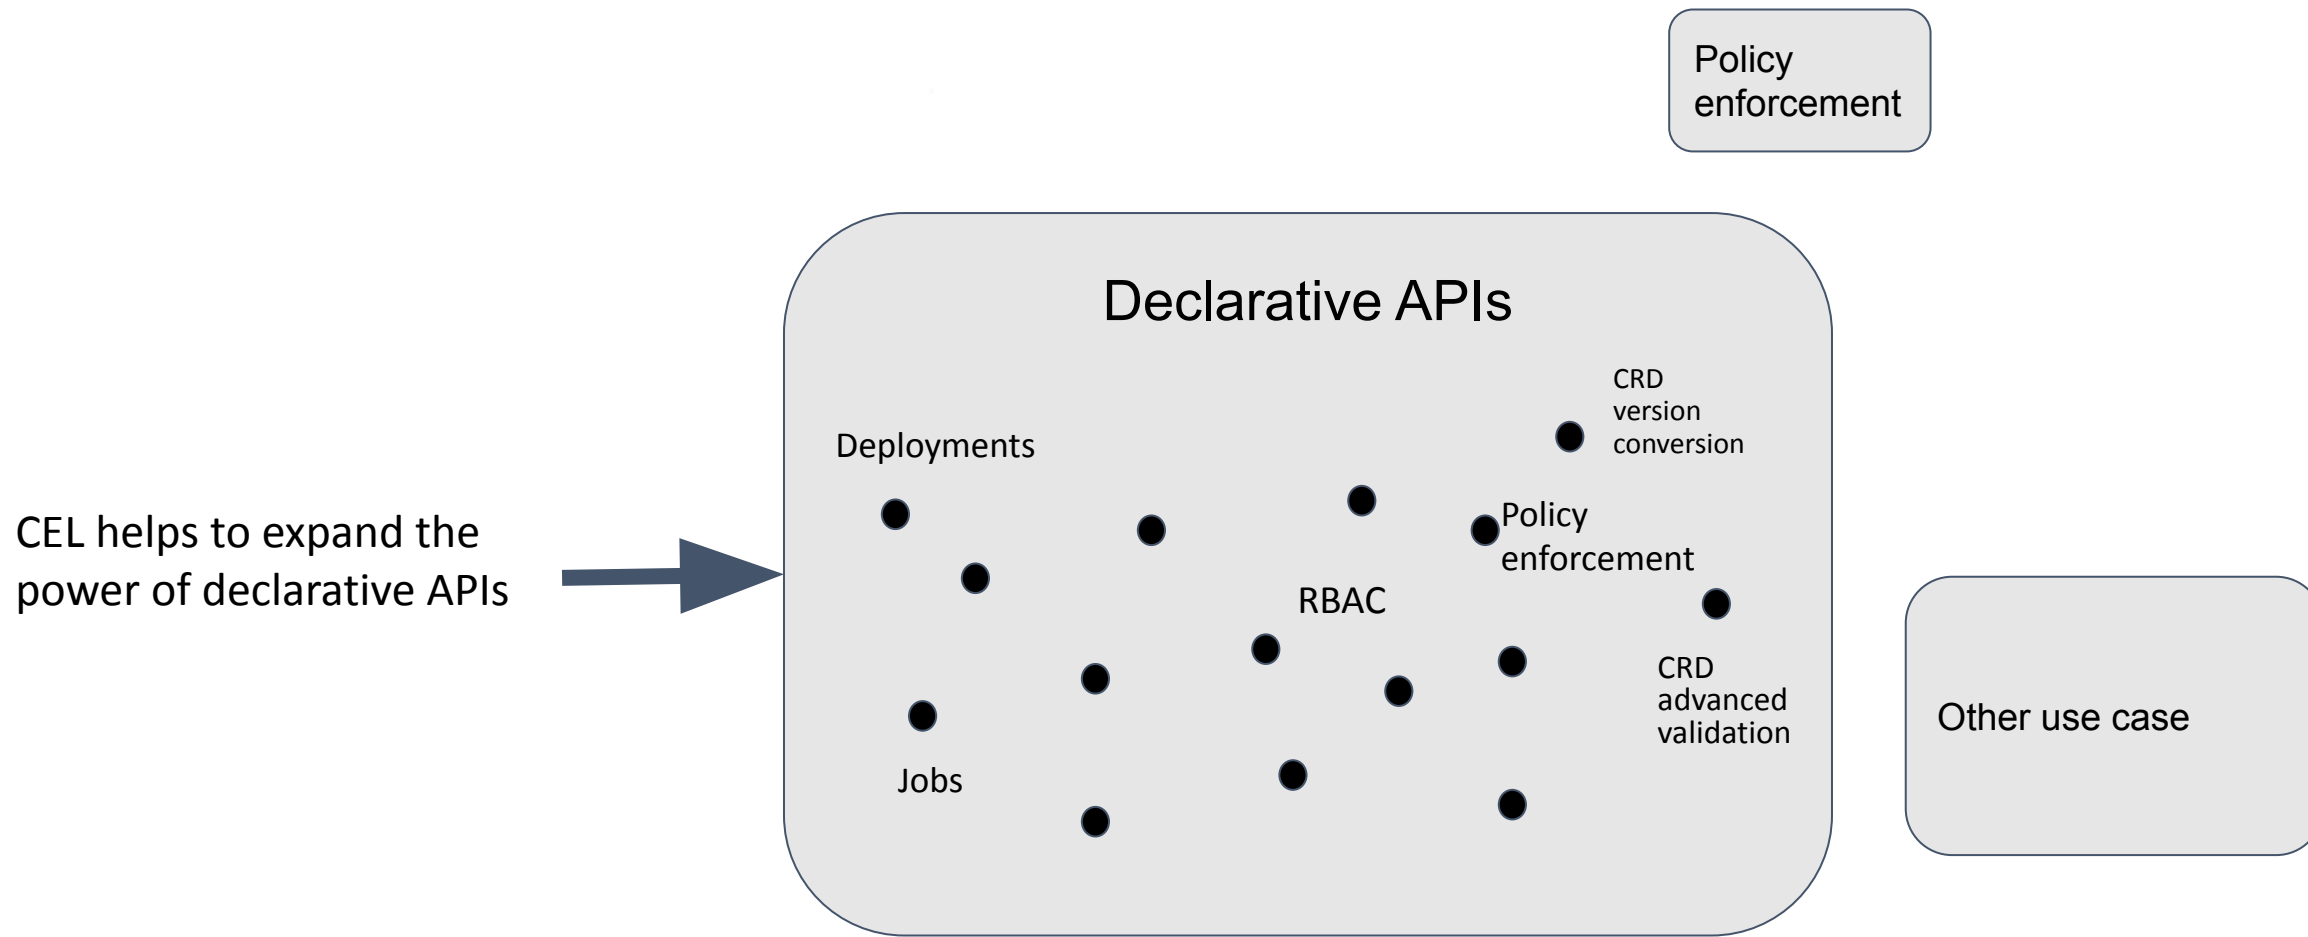 Policy
enforcement
Declarative APIs
CRD
version
conversion
Deployments
CEL helps to expand the
power of declarative APIs
Policy
enforcement
RBAC
CRD
advanced
validation
Jobs
Other use case